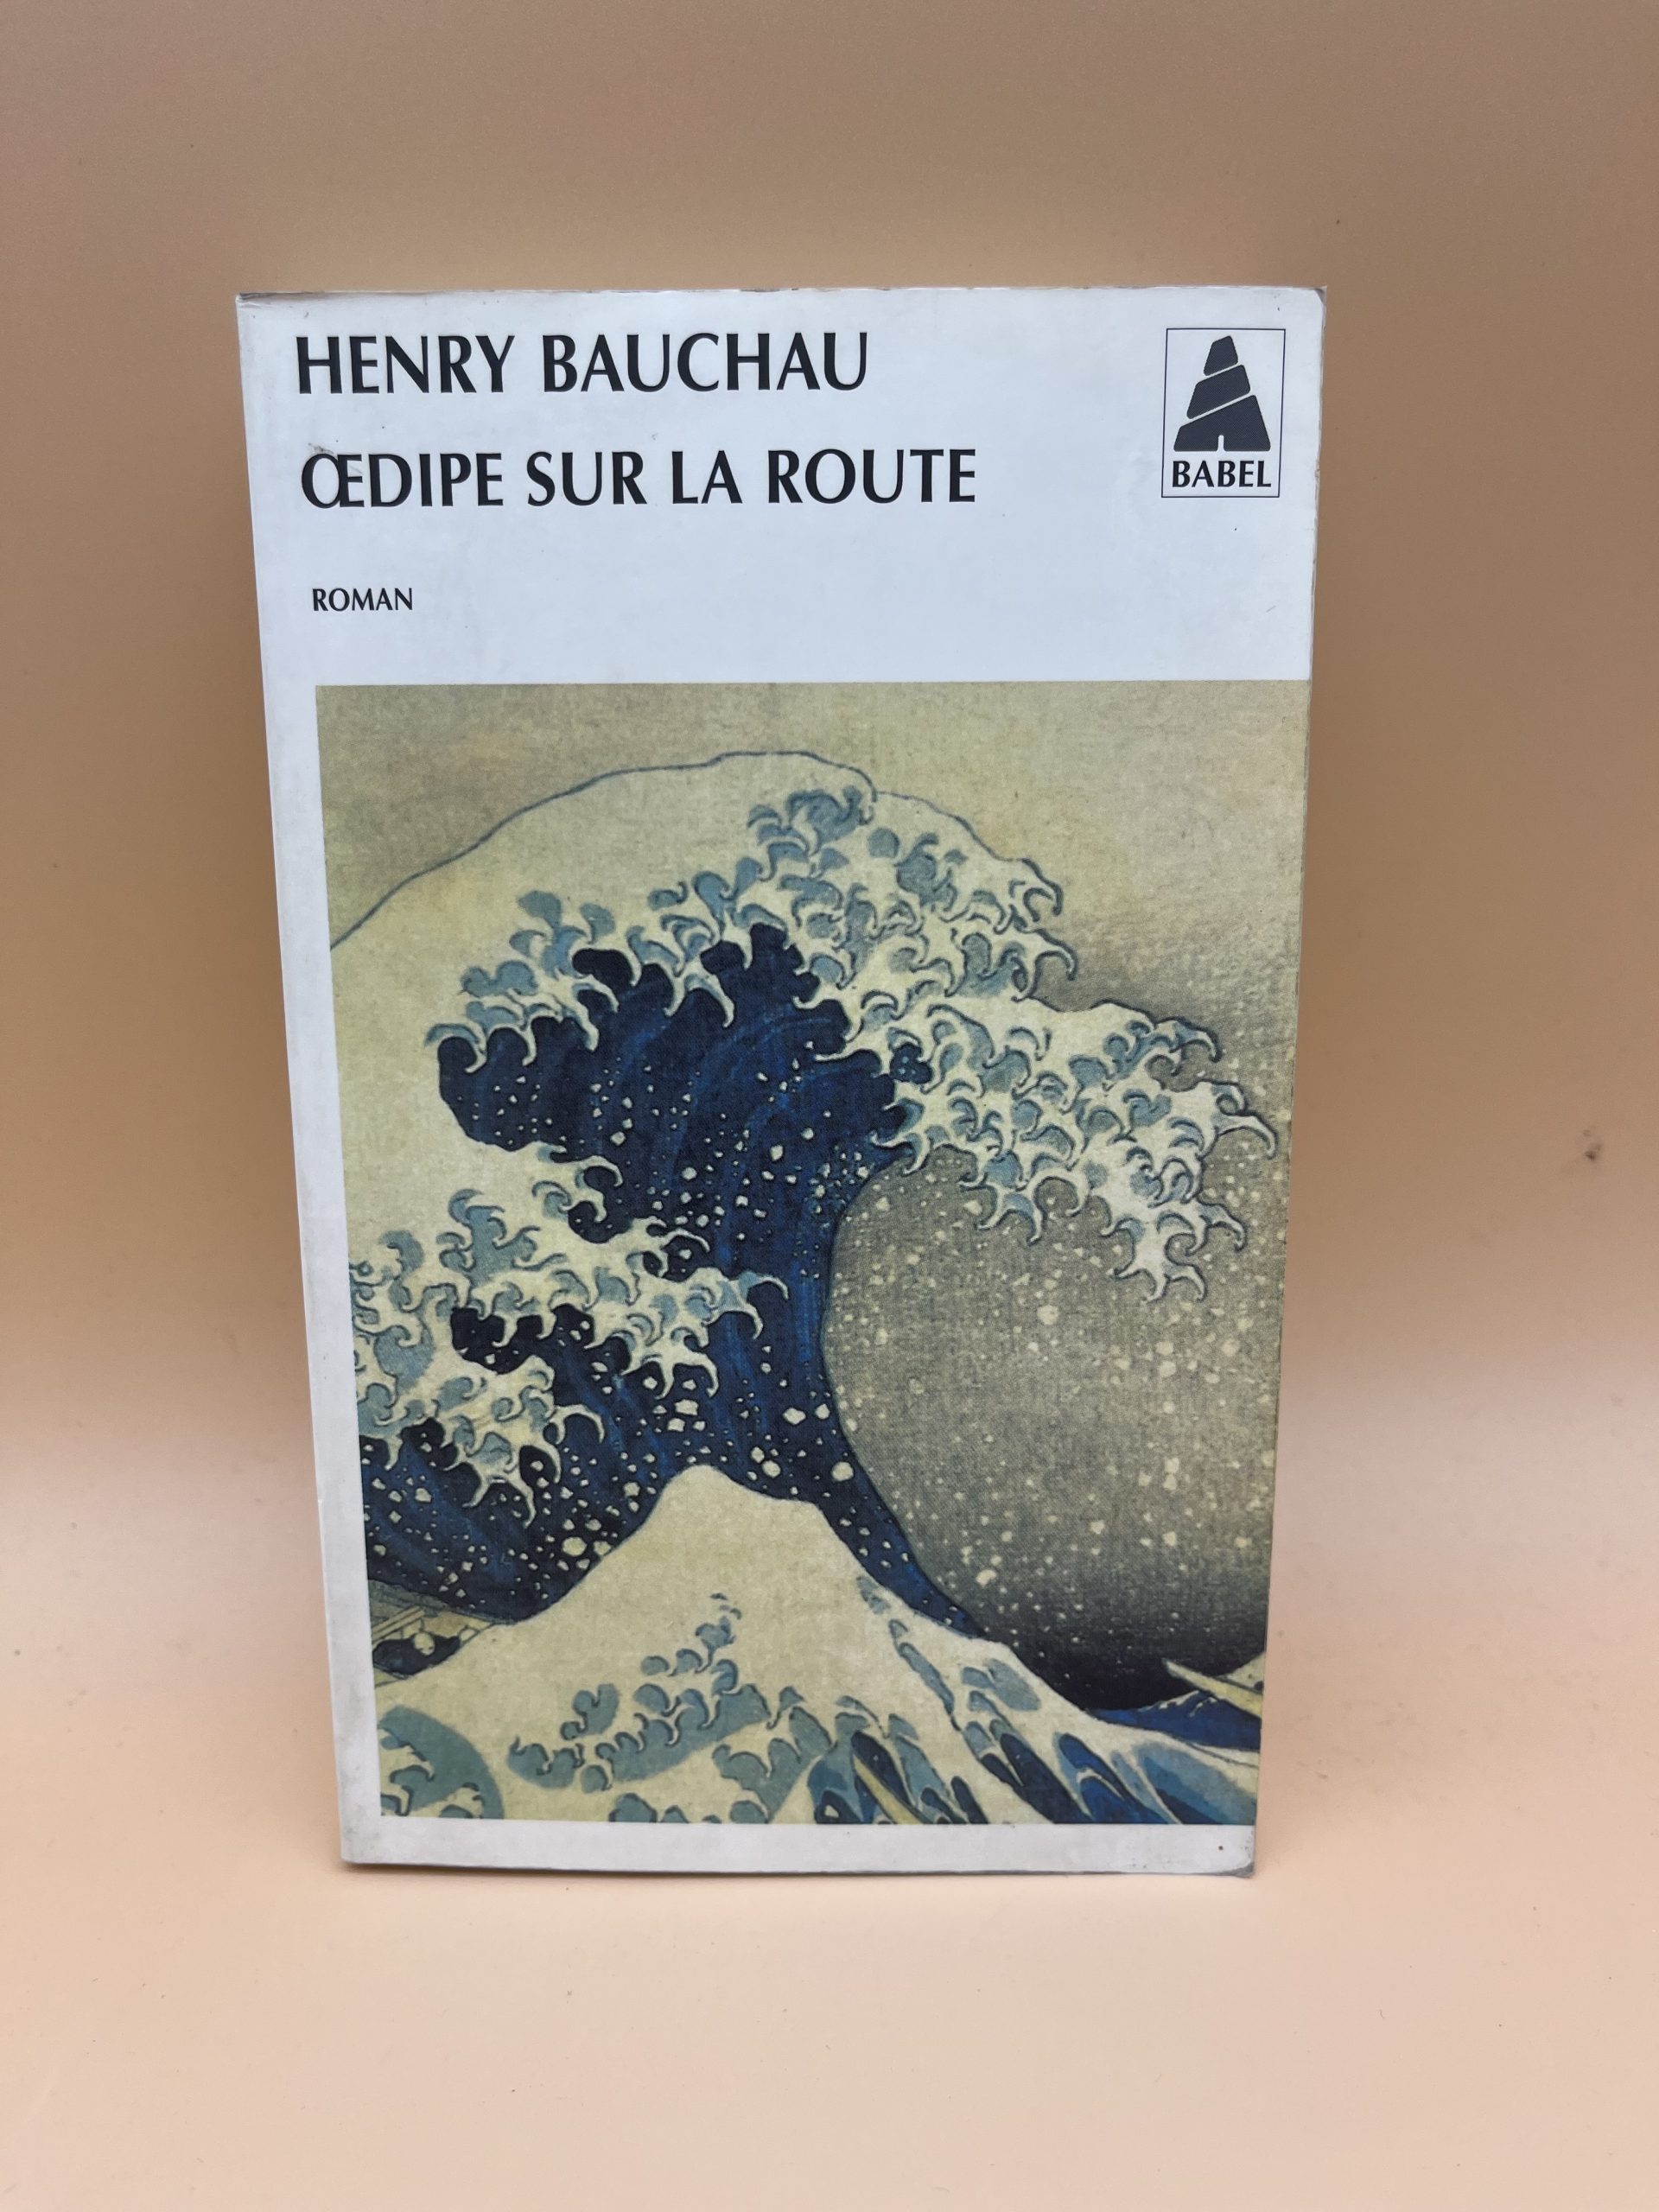 HENRY BAUCHAU
ŒDIPE SUR LA ROUTE
ROMAN
BABEL